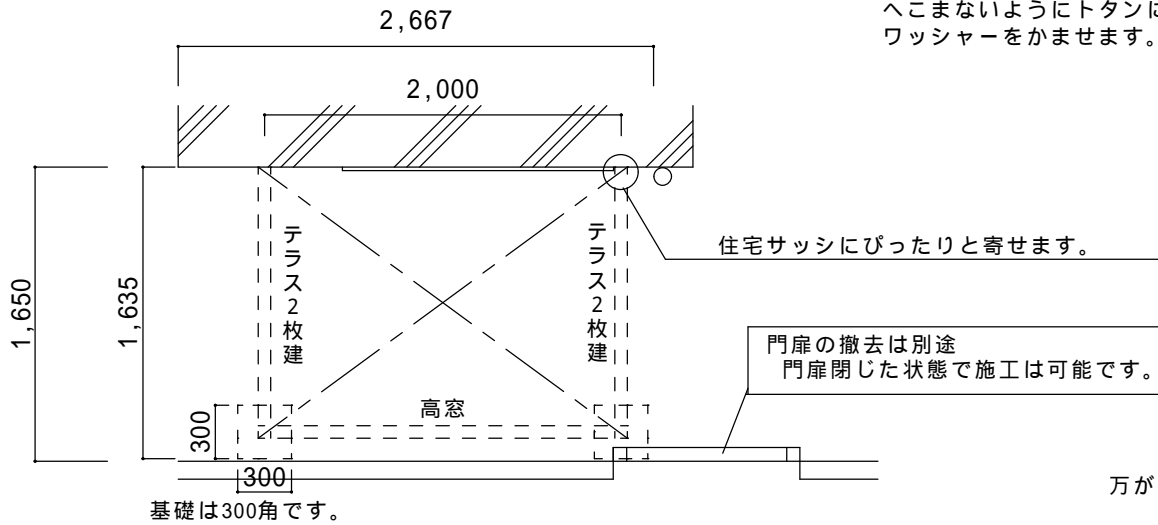 へこまないようにトタンに
ワッシャーをかませます。
2,667
2,000
テラス2枚建
テラス2枚建
住宅サッシにぴったりと寄せます。
1,650
1,635
門扉の撤去は別途
門扉閉じた状態で施工は可能です。
高窓
300
300
基礎は300角です。
万が